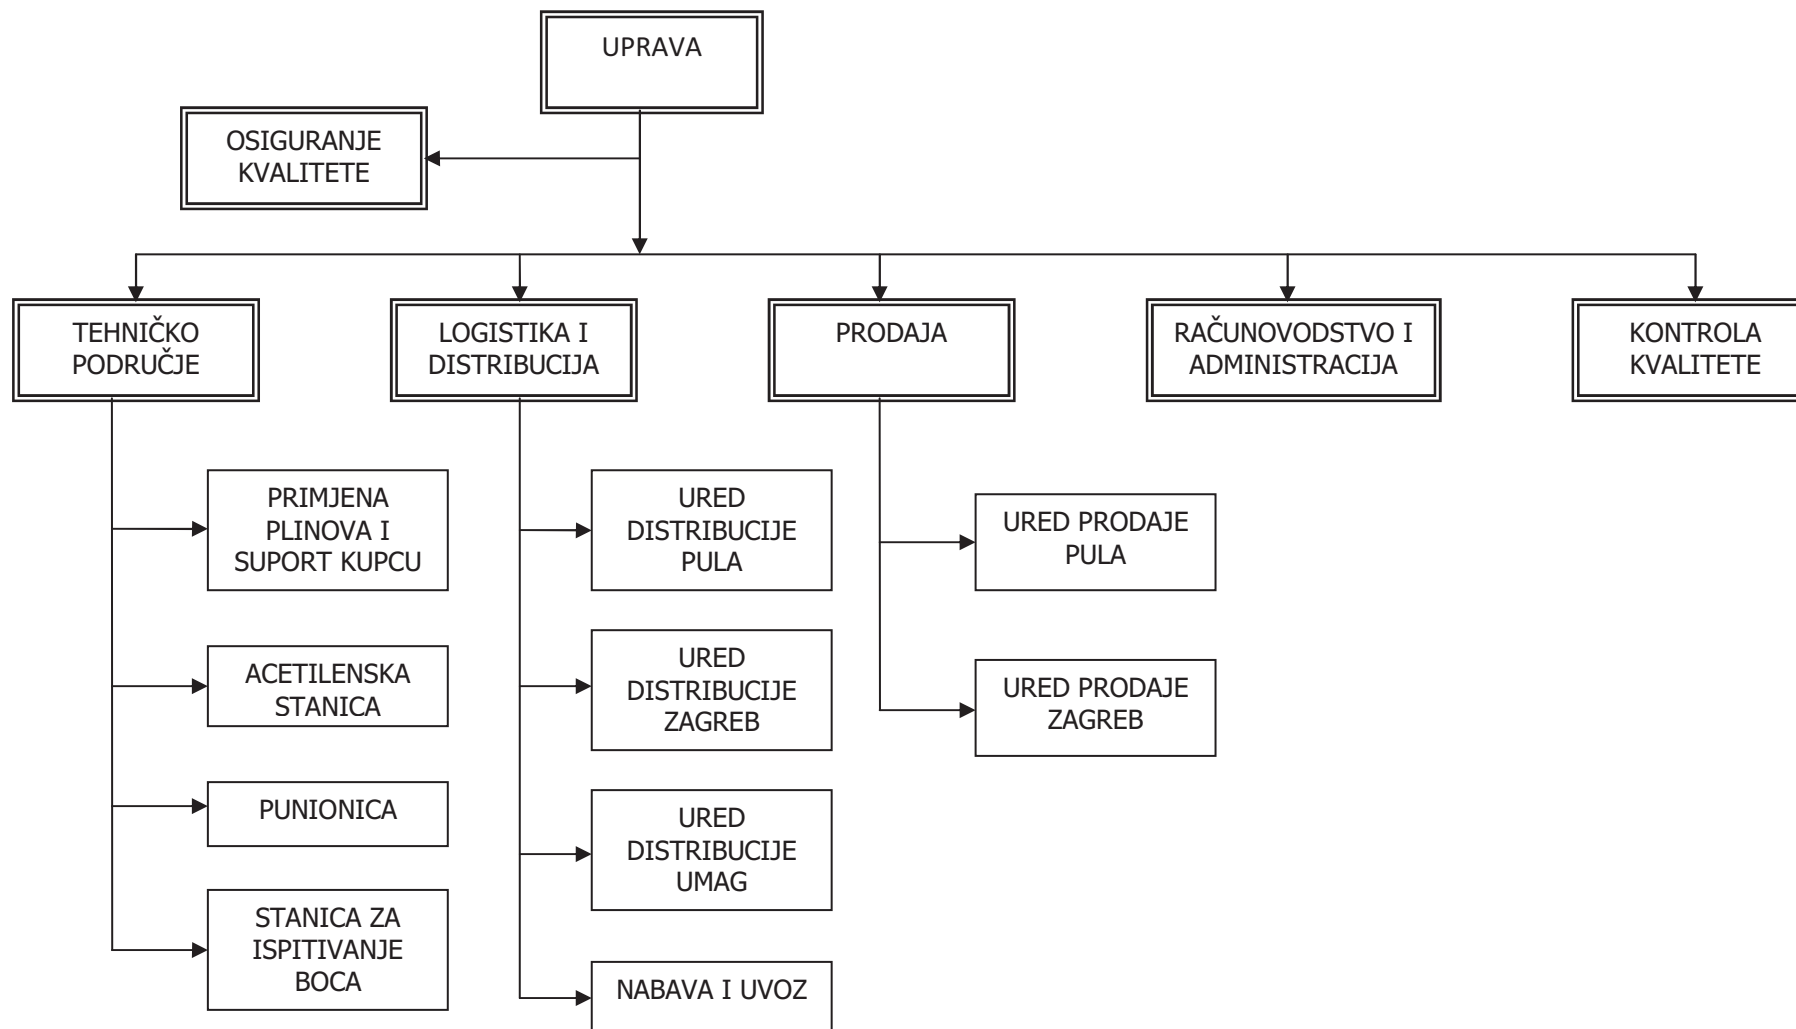 UPRAVA
OSIGURANJE
KVALITETE
TEHNIČKO
PODRUČJE
LOGISTIKA I
DISTRIBUCIJA
PRODAJA
RAČUNOVODSTVO I
ADMINISTRACIJA
KONTROLA
KVALITETE
PRIMJENA
PLINOVA I
SUPORT KUPCU
ACETILENSKA
STANICA
PUNIONICA
STANICA ZA
ISPITIVANJE
BOCA
URED
DISTRIBUCIJE
PULA
URED
DISTRIBUCIJE
ZAGREB
URED
DISTRIBUCIJE
UMAG
NABAVA I UVOZ
URED PRODAJE
PULA
URED PRODAJE
ZAGREB